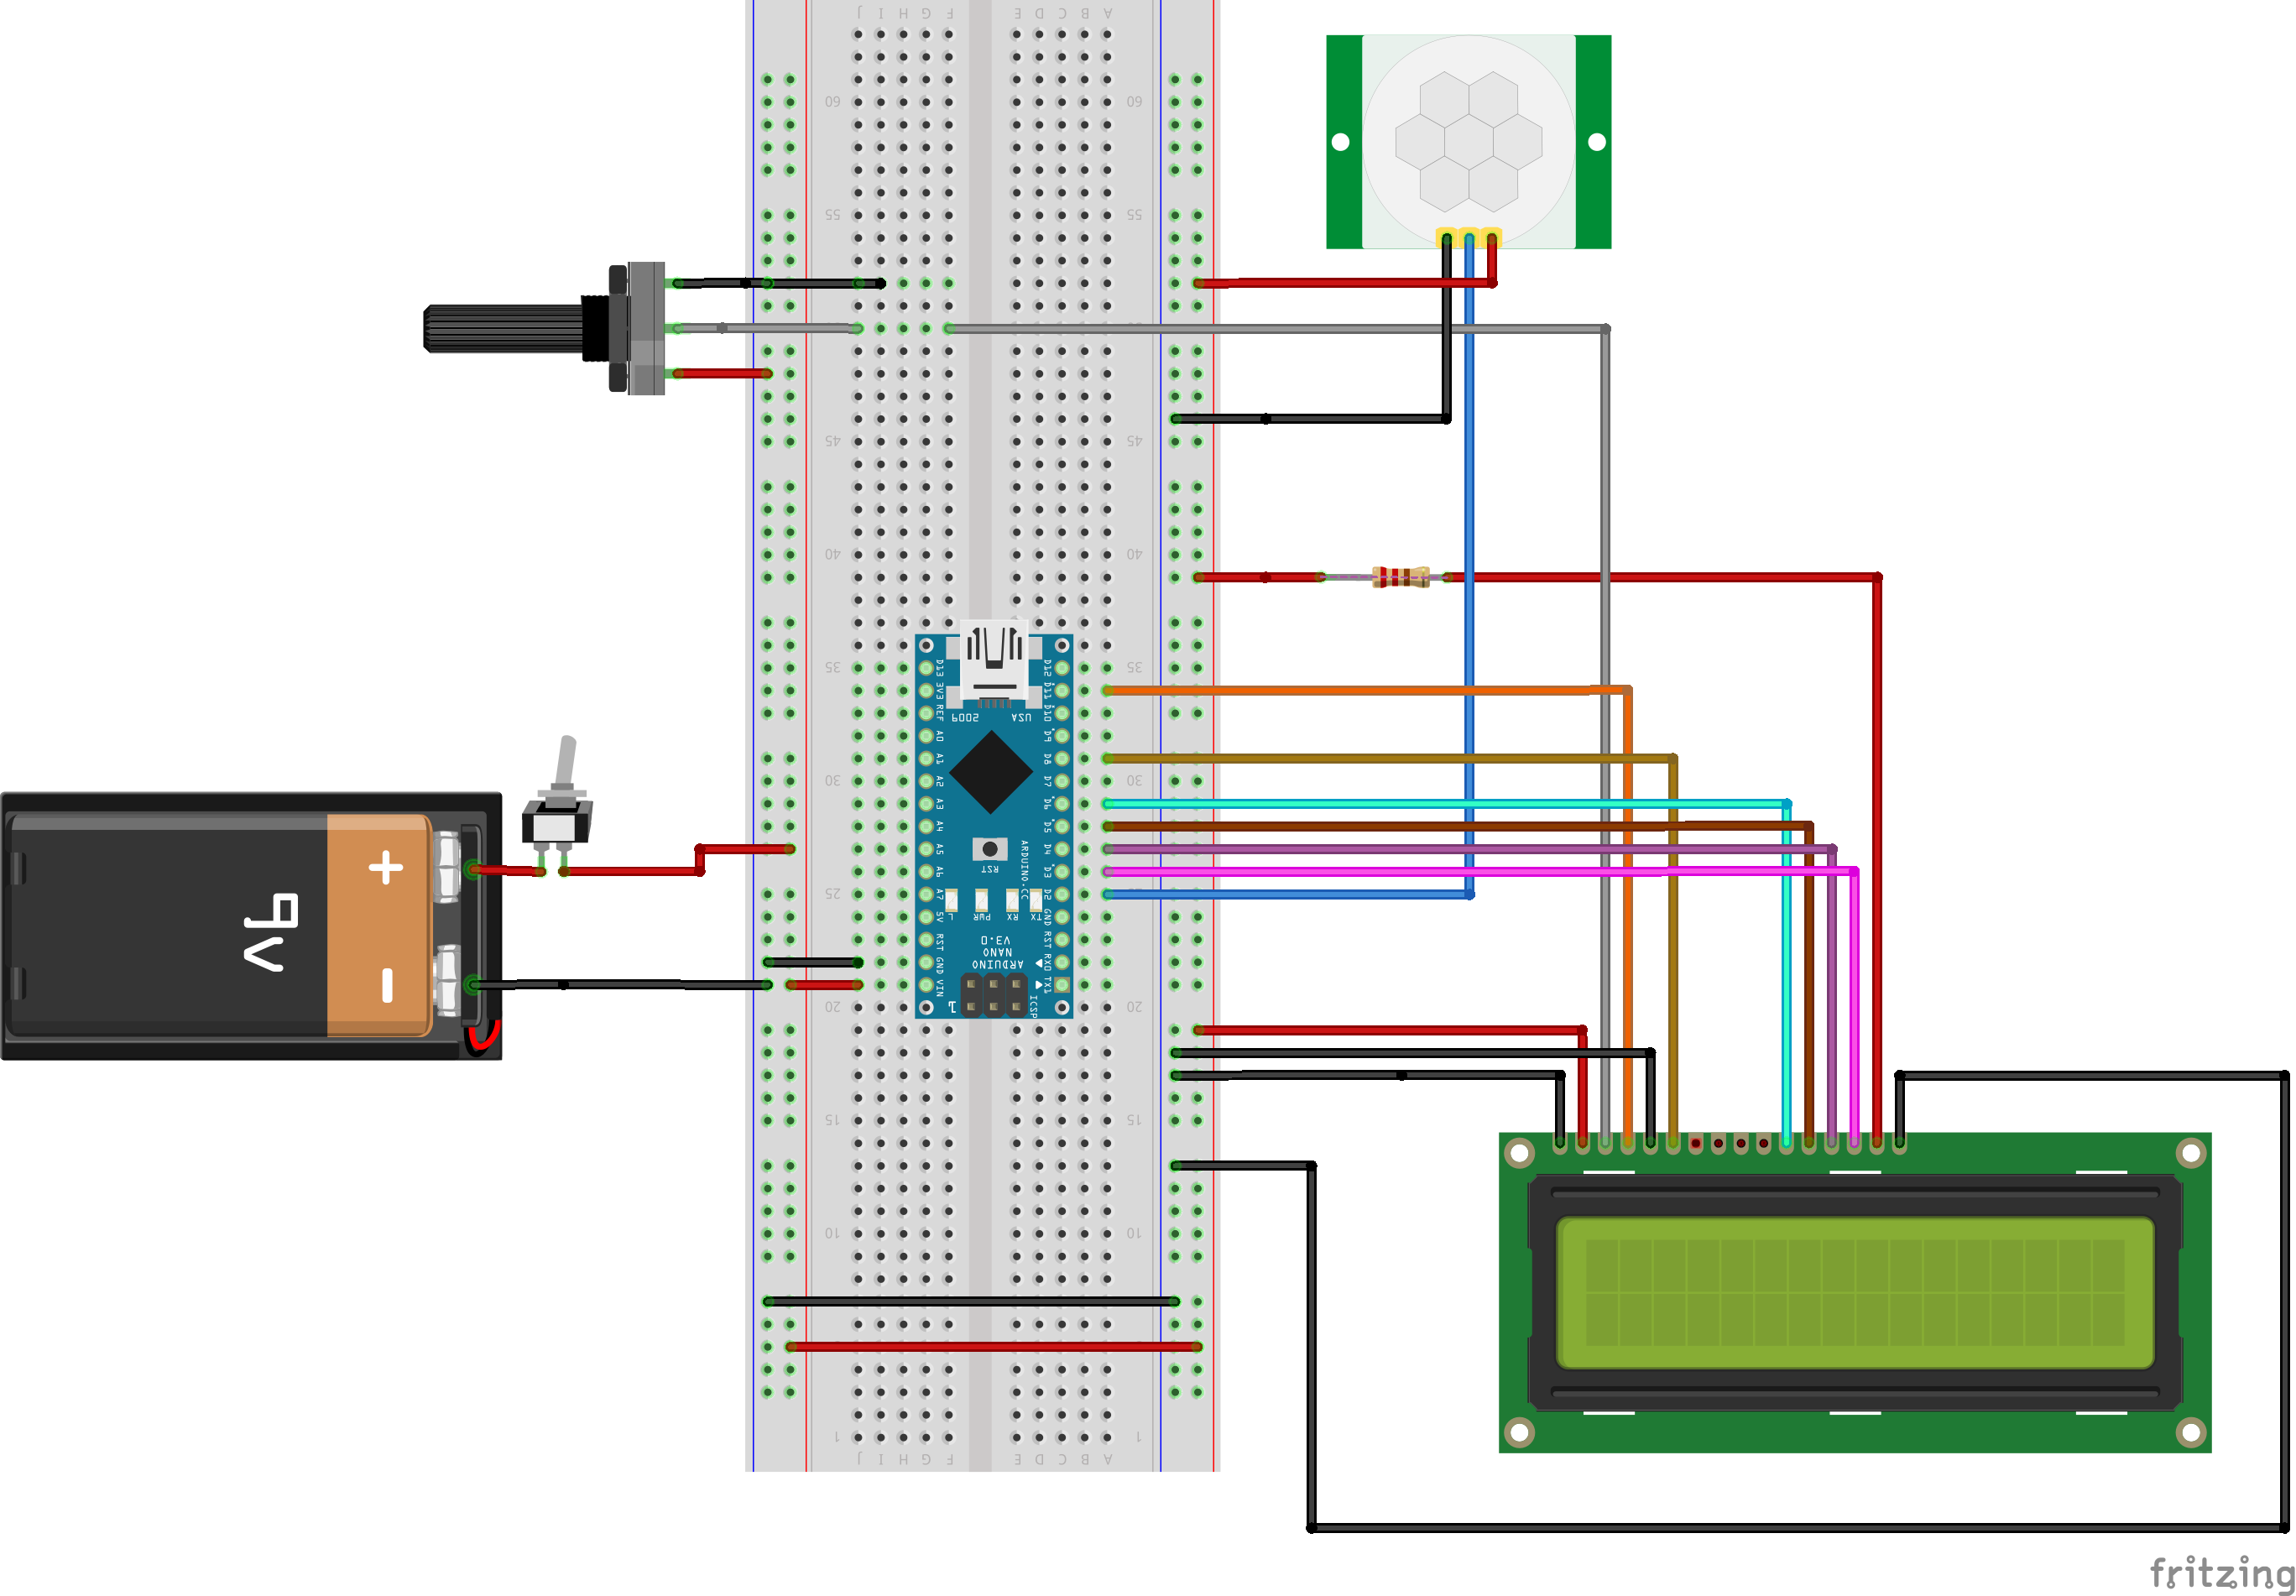 J I H G F E D C B A
60 60
55 55
45 45
40 40
35 35
D13 D12
3V3 D11
REF D10
2009 USA
A0 D9
A1 D8
30 30
A2 D7
A3 D6
A4 D5
A5 D4
A6 D3
RST
ARDUINO.CC
+
9V
-
25
A7 D2
L PWR RX TX
5V GND
RST RST
GND RX0
VIN TX1
V3.0
NANO
ARDUINO
1
ICSP
20 20
15 15
10 10
1 1
J I H G F E D C B A
fritzing